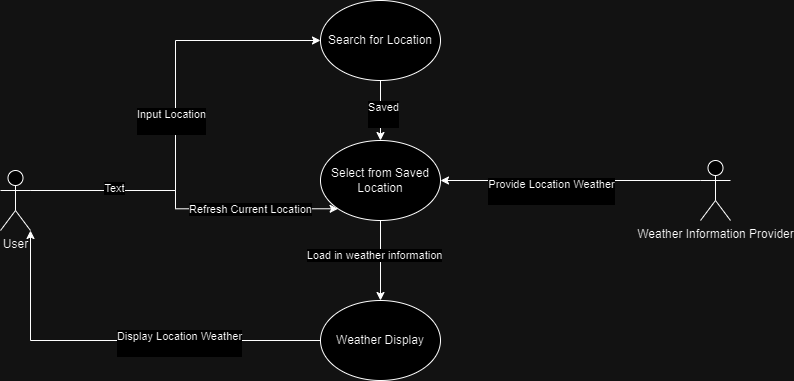 Search for Location
Input Location
Saved
Select from Saved
Location
Text
Provide Location Weather
Refresh Current Location
User
Weather Information Provider
Load in weather information
Display Location Weather
Weather Display